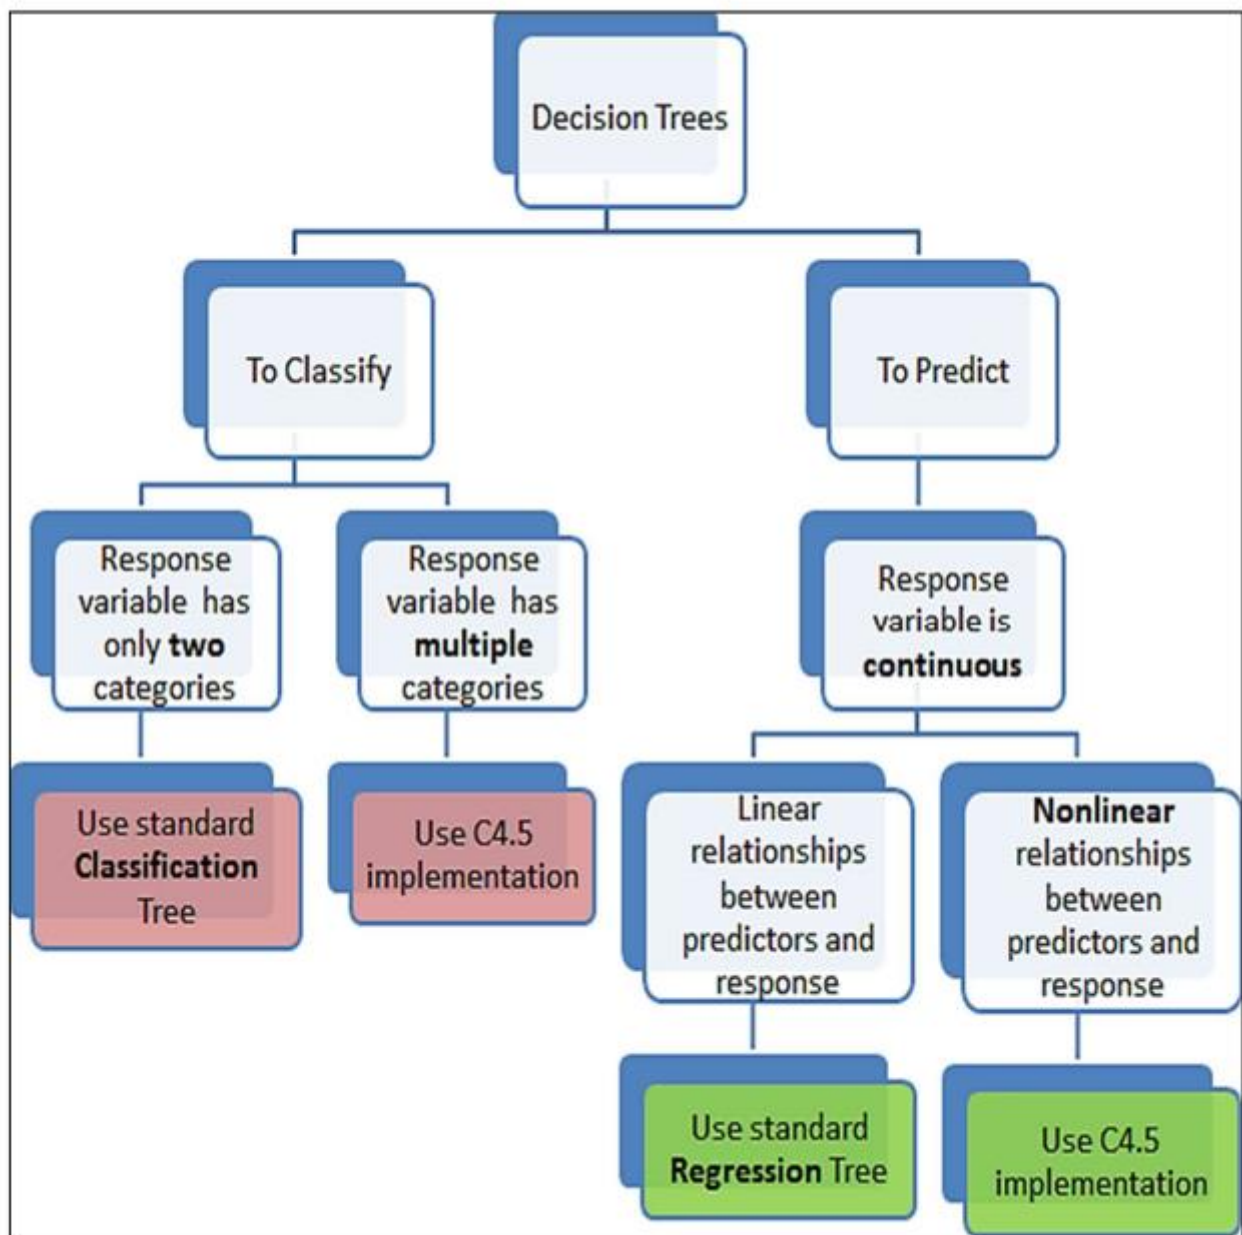 Decision Trees
To Classify
To Predict
Response
variable has
only two
categories
Response
variable has
multiple
categories
Response
variable is
continuous
Use standard
Classification
Tree
Use C4.5
implementation
Linear
relationships
between
predictors and
response
Nonlinear
relationships
between
predictors and
response
Use standard
Regression Tree
Use C4.5
implementation